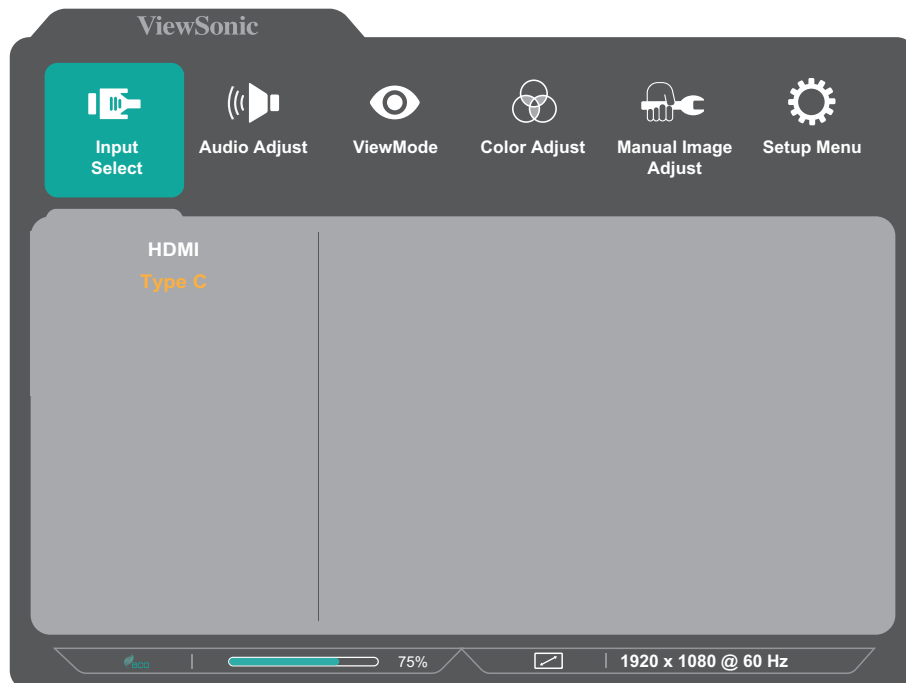 ViewSonic
Input
Select
Audio Adjust
ViewMode
Color Adjust
Manual Image
Adjust
Setup Menu
HDMI
Type C
eco
75%
1920 x 1080 @ 60 Hz